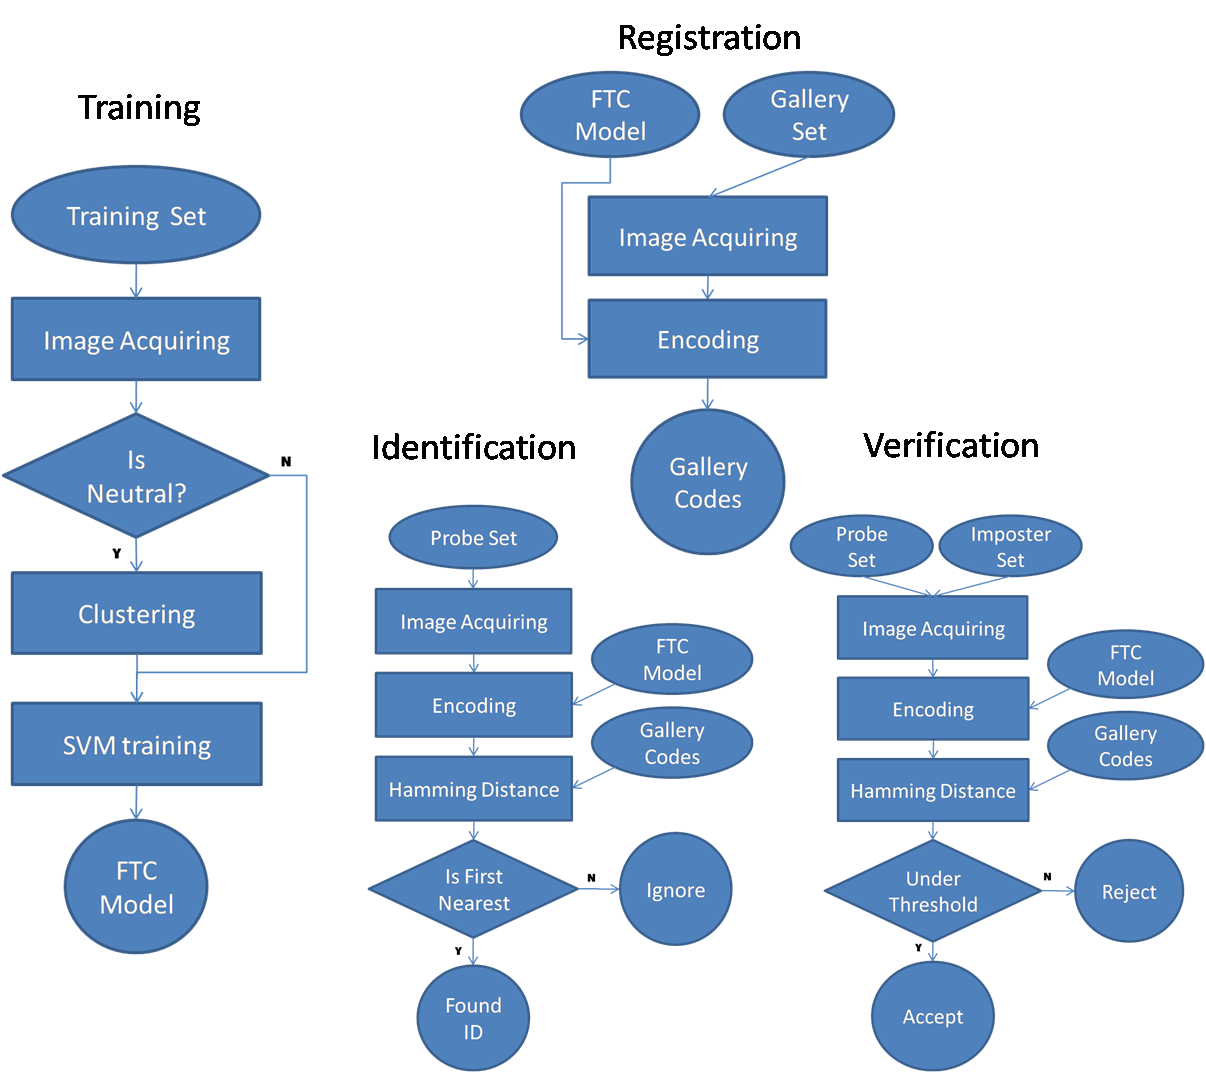 Training
Training Set
Image Acquiring
Is
Neutral?
N
Y
Clustering
SVM training
FTC
Model
Registration
FTC
Model
Gallery
Set
Image Acquiring
Encoding
Gallery
Codes
Identification
Probe Set
Image Acquiring
FTC
Model
Encoding
Gallery
Codes
Hamming Distance
Is First
Nearest
N
Ignore
Y
Found
ID
Verification
Probe
Set
Imposter
Set
Image Acquiring
FTC
Model
Encoding
Gallery
Codes
Hamming Distance
Under
Threshold
N
Reject
Y
Accept